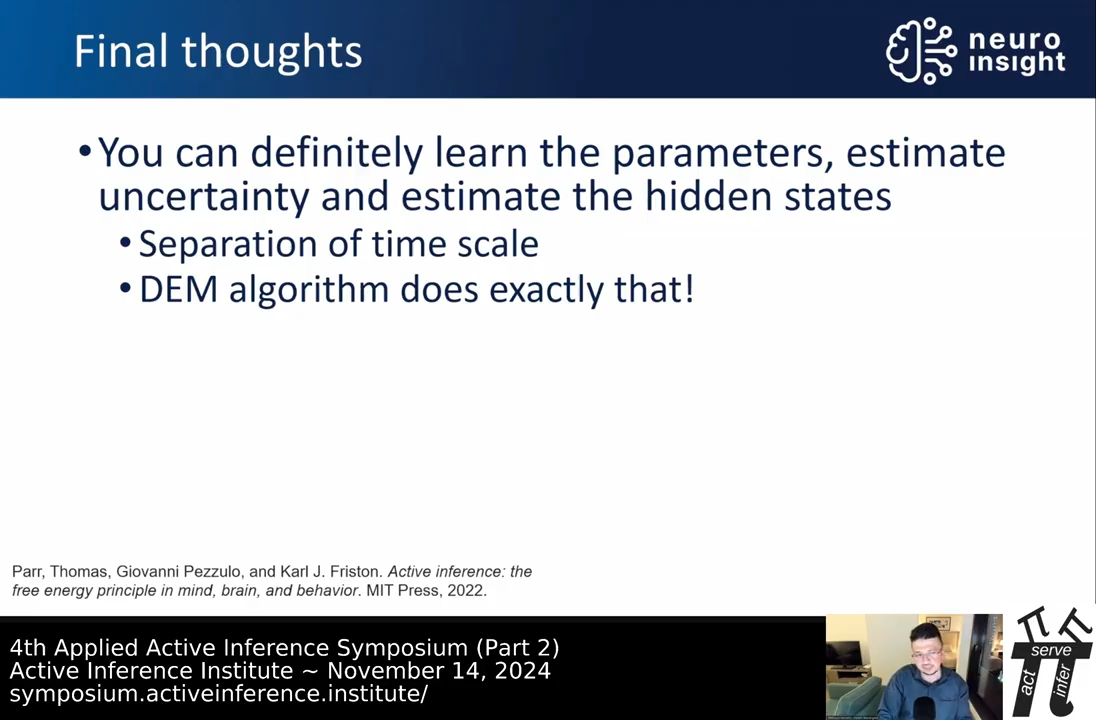 Final thoughts
neuro
insight
•You can definitely learn the parameters, estimate
uncertainty and estimate the hidden states
•Separation of time scale
•DEM algorithm does exactly that!
Parr, Thomas, Giovanni Pezzulo, and Karl J. Friston. Active inference: the
free energy principle in mind, brain, and behavior. MIT Press, 2022.
4th Applied Active Inference Symposium (Part 2)
Active Inference Institute ~ November 14, 2024
symposium.activeinference.institute/
π π
serve
act
infer